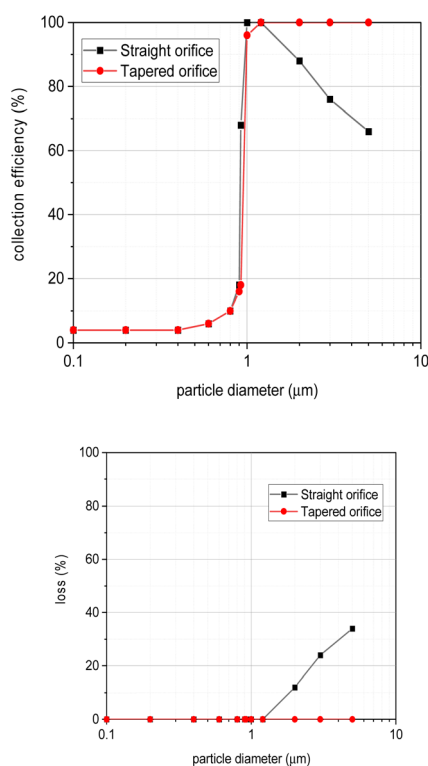 100
80
60
40
20
0
collection efficiency (%)
Straight orifice
Tapered orifice
0.1 1 10
particle diameter (μm)
100
80
60
40
20
0
loss (%)
Straight orifice
Tapered orifice
0.1 1 10
particle diameter (μm)